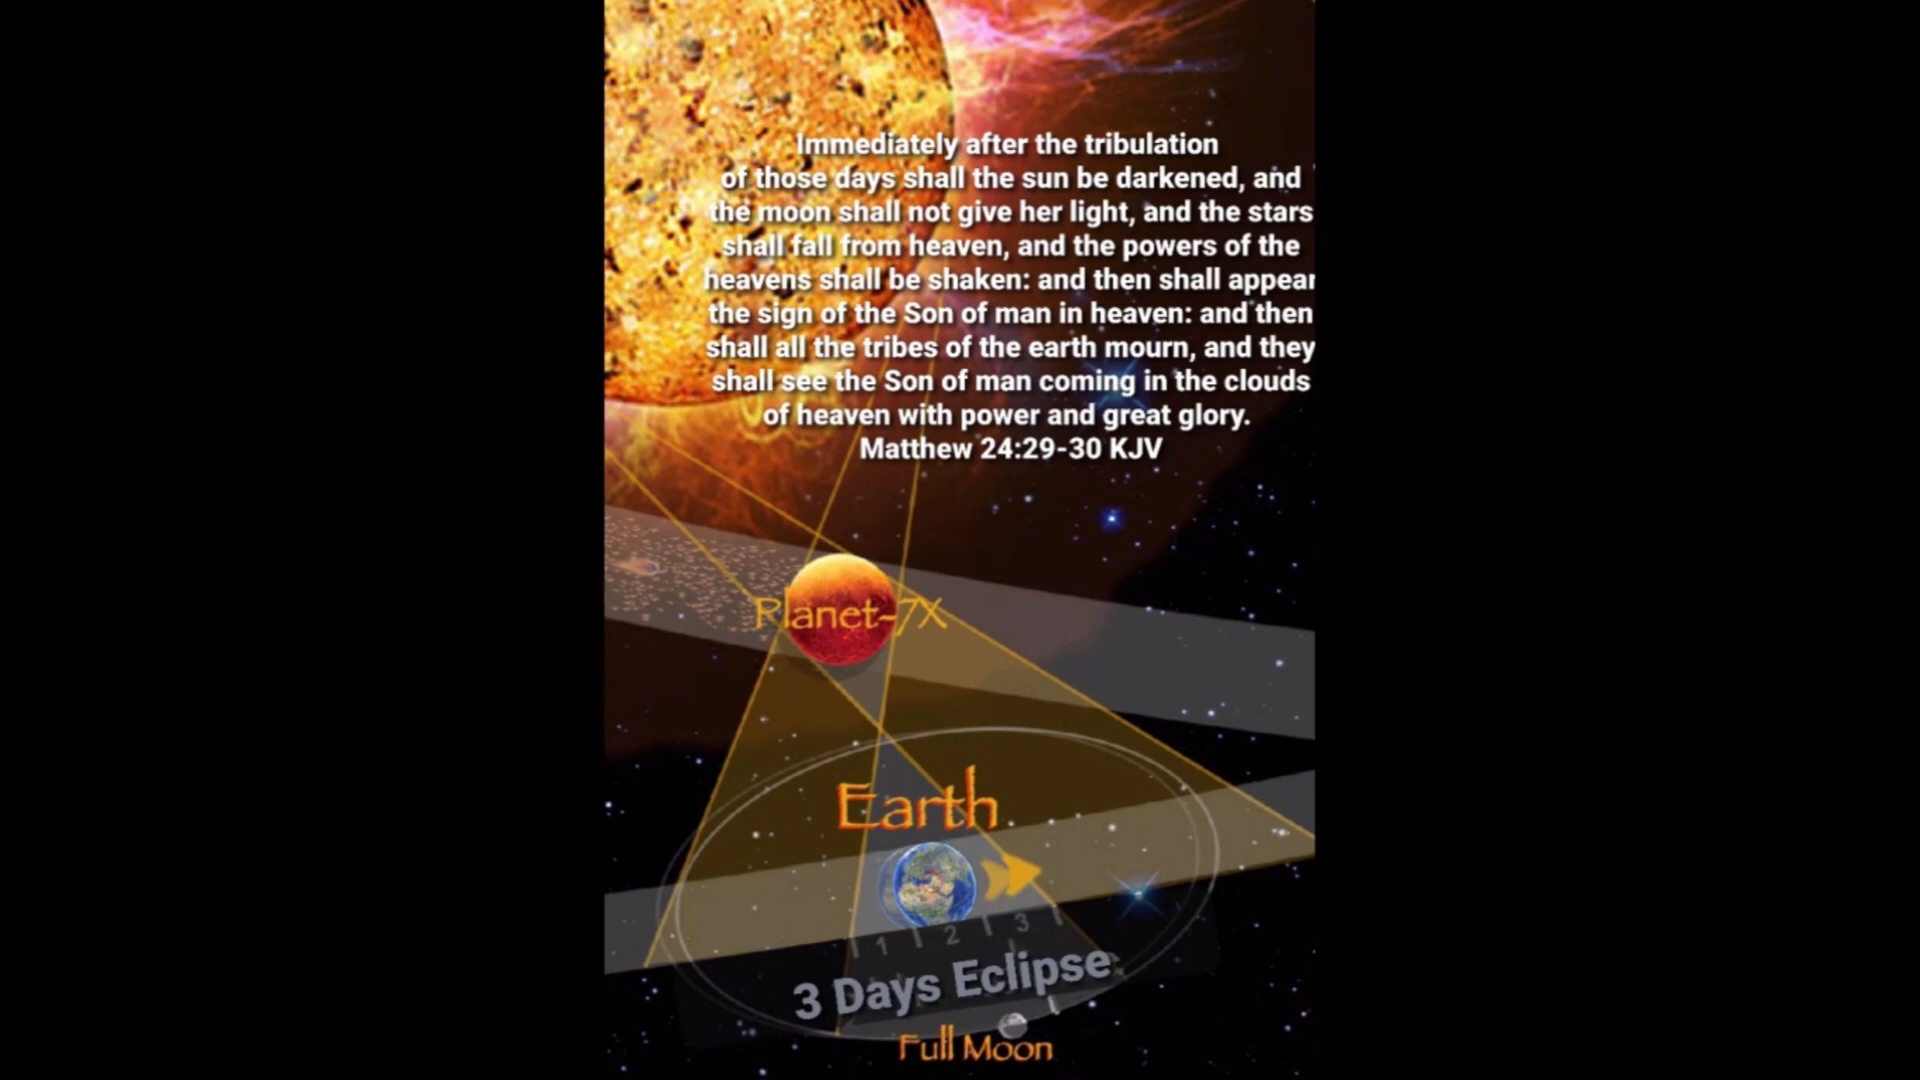 Immediately after the tribulation
of those days shall the sun be darkened, and
the moon shall not give her light, and the stars
shall fall from heaven, and the powers of the
heavens shall be shaken: and then shall appear
the sign of the Son of man in heaven: and then
shall all the tribes of the earth mourn, and they
shall see the Son of man coming in the clouds
of heaven with power and great glory.
Matthew 24:29-30 KJV
Planet-7X
Earth
1 2 3
3 Days Eclipse
Full Moon